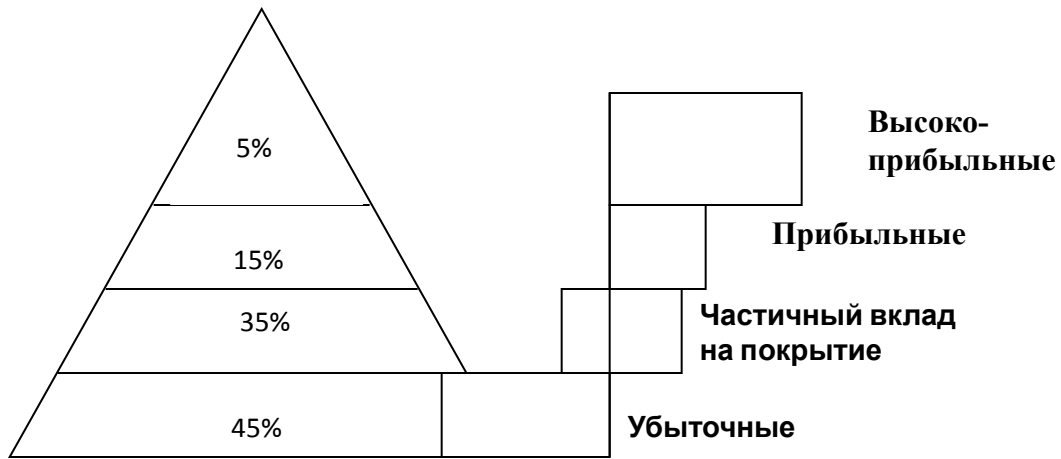 5%
Высоко-
прибыльные
15%
Прибыльные
35%
Частичный вклад
на покрытие
45%
Убыточные